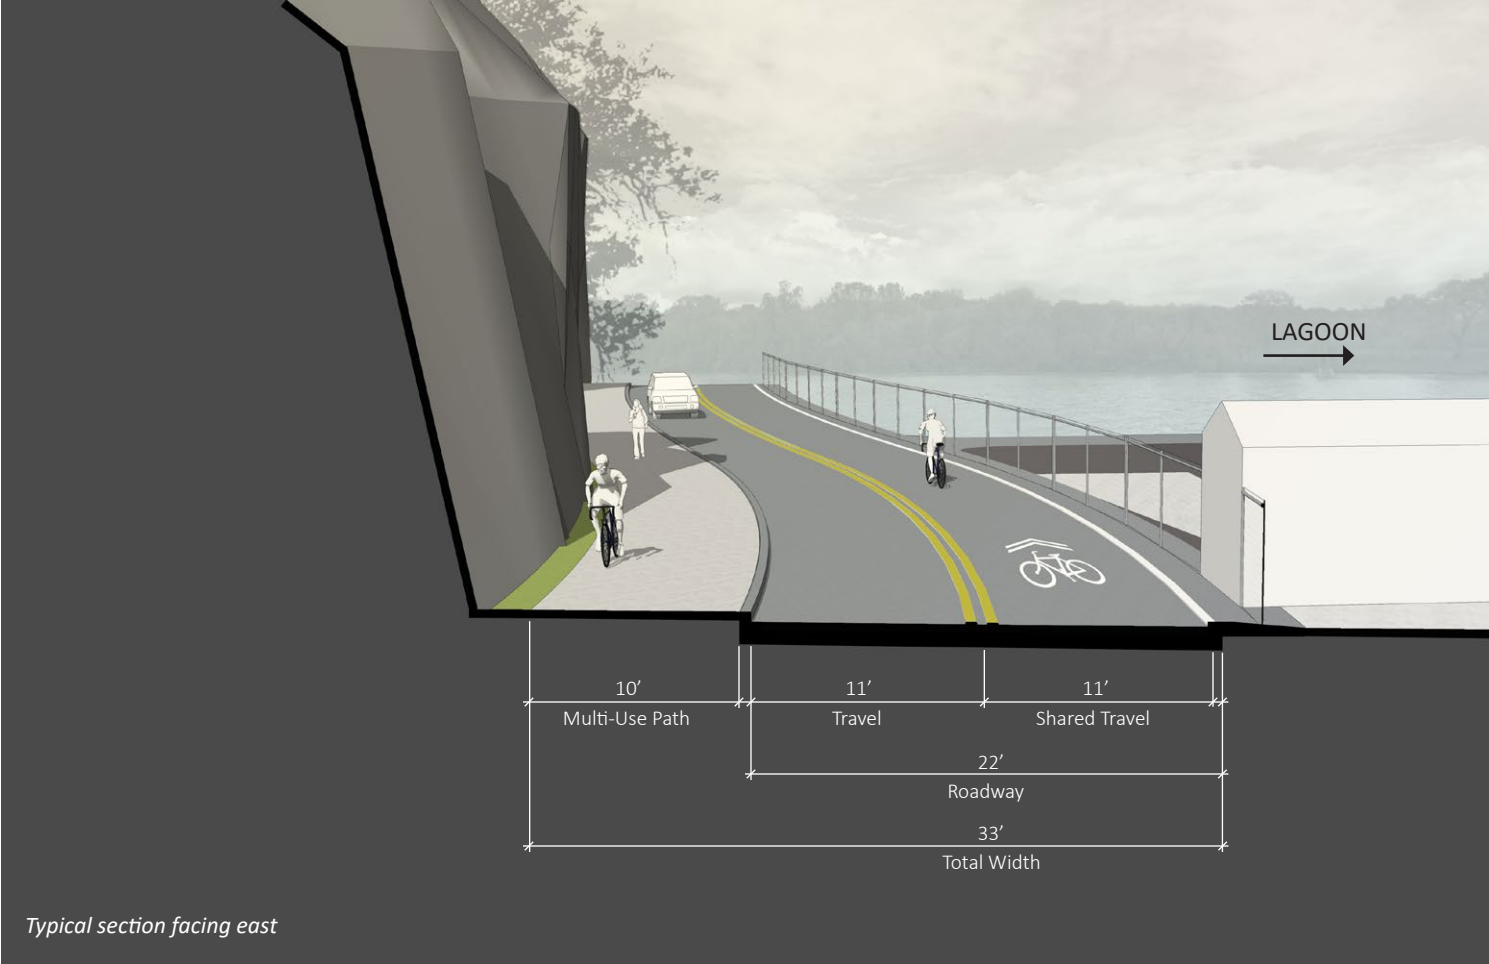 LAGOON
10’
11’
11’
Multi-Use Path
Travel
Shared Travel
22’
Roadway
33’
Total Width
Typical section facing east